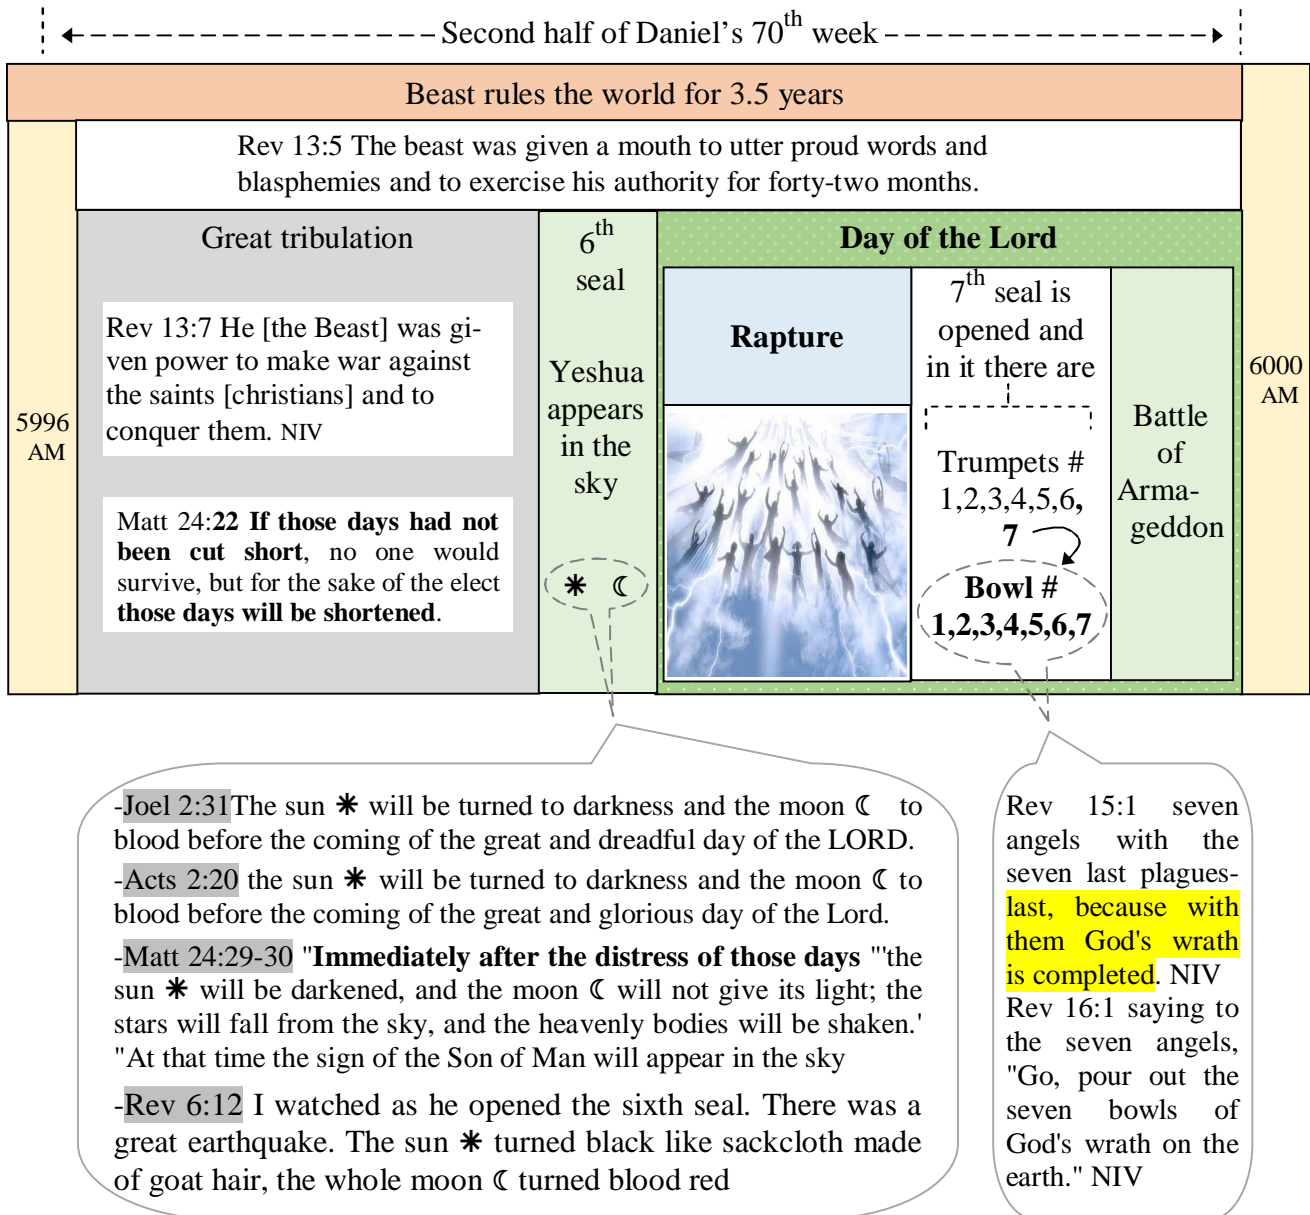 Second half of Daniel's 70th week
Beast rules the world for 3.5 years
Rev 13:5 The beast was given a mouth to utter proud words and
blasphemies and to exercise his authority for forty-two months.
5996
AM
Great tribulation
Rev 13:7 He [the Beast] was gi-
ven power to make war against
the saints [christians] and to
conquer them. NIV
Matt 24:22 If those days had not
been cut short, no one would
survive, but for the sake of the elect
those days will be shortened.
6th
seal
Yeshua
appears
in the
sky
Day of the Lord
Rapture
7th seal is
opened and
in it there are
Trumpets #
1,2,3,4,5,6,
7
Bowl #
1,2,3,4,5,6,7
Battle
of
Arma-
geddon
6000
AM
-Joel 2:31The sun ☀ will be turned to darkness and the moon ☾ to
blood before the coming of the great and dreadful day of the LORD.
-Acts 2:20 the sun ☀ will be turned to darkness and the moon ☾ to
blood before the coming of the great and glorious day of the Lord.
-Matt 24:29-30 "Immediately after the distress of those days "'the
sun ☀ will be darkened, and the moon ☾ will not give its light; the
stars will fall from the sky, and the heavenly bodies will be shaken.'
"At that time the sign of the Son of Man will appear in the sky
-Rev 6:12 I watched as he opened the sixth seal. There was a
great earthquake. The sun ☀ turned black like sackcloth made
of goat hair, the whole moon ☾ turned blood red
Rev 15:1 seven
angels with the
seven last plagues-
last, because with
them God's wrath
is completed. NIV
Rev 16:1 saying to
the seven angels,
"Go, pour out the
seven bowls of
God's wrath on the
earth." NIV